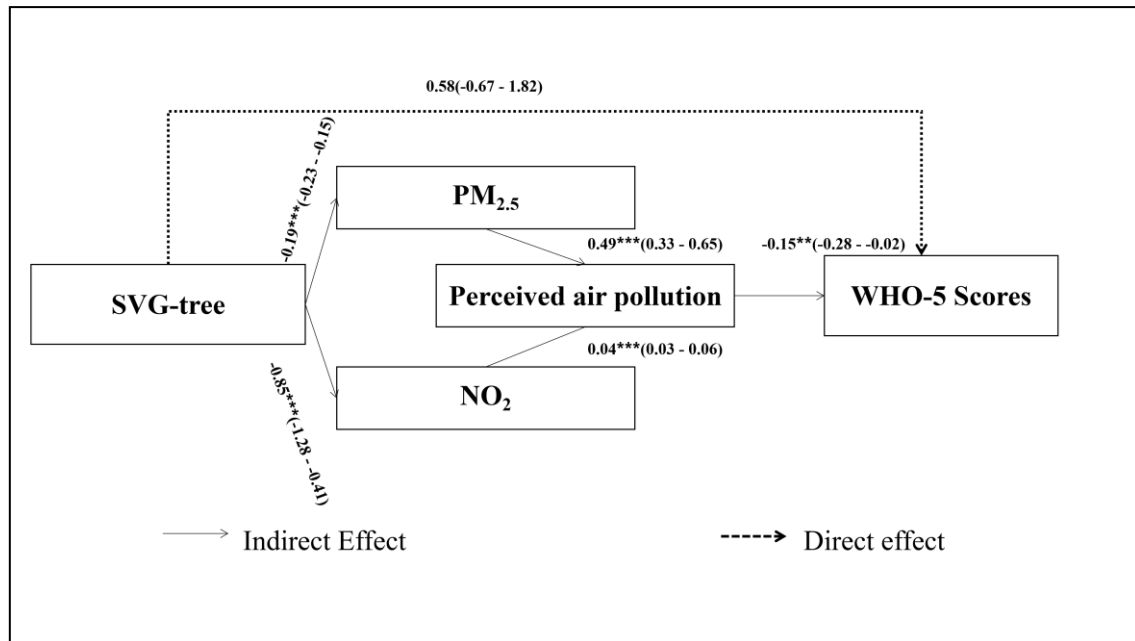 0.58(-0.67 - 1.82)
-0.19***(-0.23 - -0.15)
PM2.5
0.49***(0.33 - 0.65)
-0.15**(-0.28 - -0.02)
SVG-tree
Perceived air pollution
WHO-5 Scores
0.04***(0.03 - 0.06)
NO2
-0.85***(-1.28 - -0.41)
Indirect Effect
Direct effect